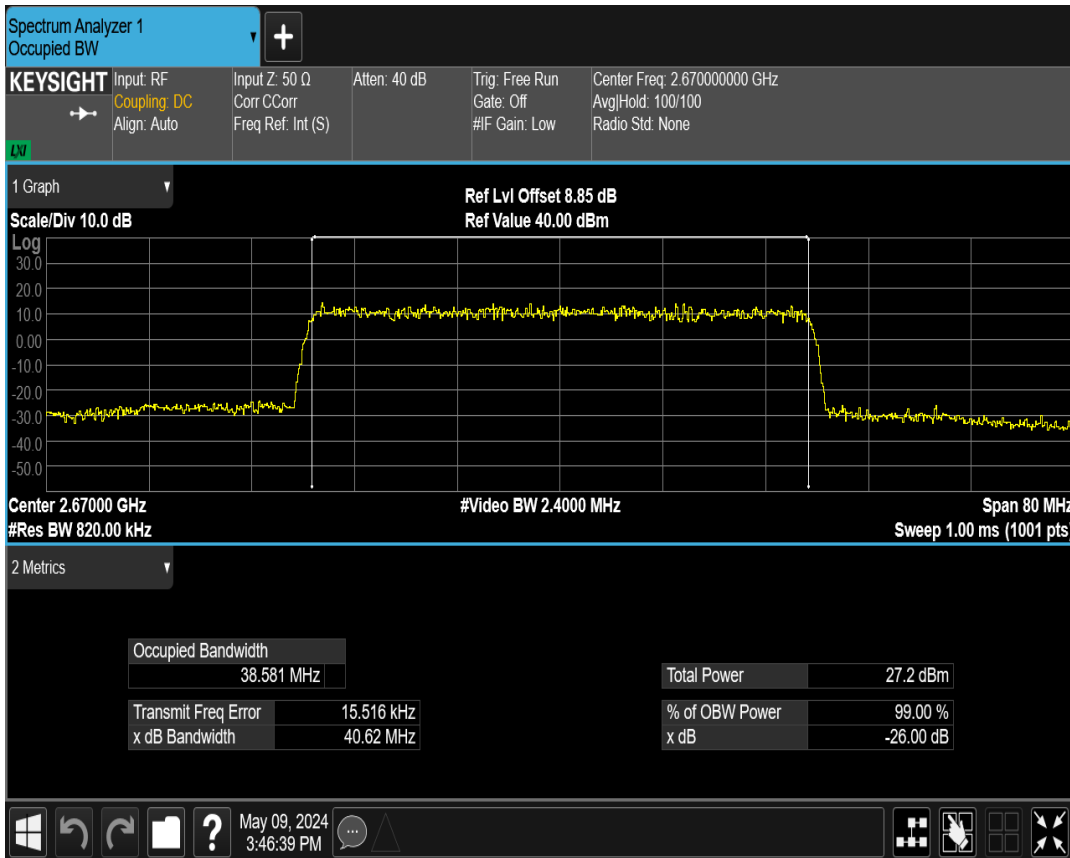 Spectrum Analyzer 1
Occupied BW
+
KEYSIGHT
LXI
Input: RF
Coupling: DC
Align: Auto
Input Z: 50 Ω
Corr CCorr
Freq Ref: Int (S)
Atten: 40 dB
Trig: Free Run
Gate: Off
#IF Gain: Low
Center Freq: 2.670000000 GHz
Avg|Hold: 100/100
Radio Std: None
1 Graph
Scale/Div 10.0 dB
Ref Lvl Offset 8.85 dB
Ref Value 40.00 dBm
Log
30.0
20.0
10.0
0.00
-10.0
-20.0
-30.0
-40.0
-50.0
Center 2.67000 GHz
#Video BW 2.4000 MHz
Span 80 MHz
#Res BW 820.00 kHz
Sweep 1.00 ms (1001 pts)
2 Metrics
Occupied Bandwidth
38.581 MHz
Total Power 27.2 dBm
Transmit Freq Error 15.516 kHz
% of OBW Power 99.00 %
x dB Bandwidth 40.62 MHz
x dB -26.00 dB
?
May 09, 2024
3:46:39 PM